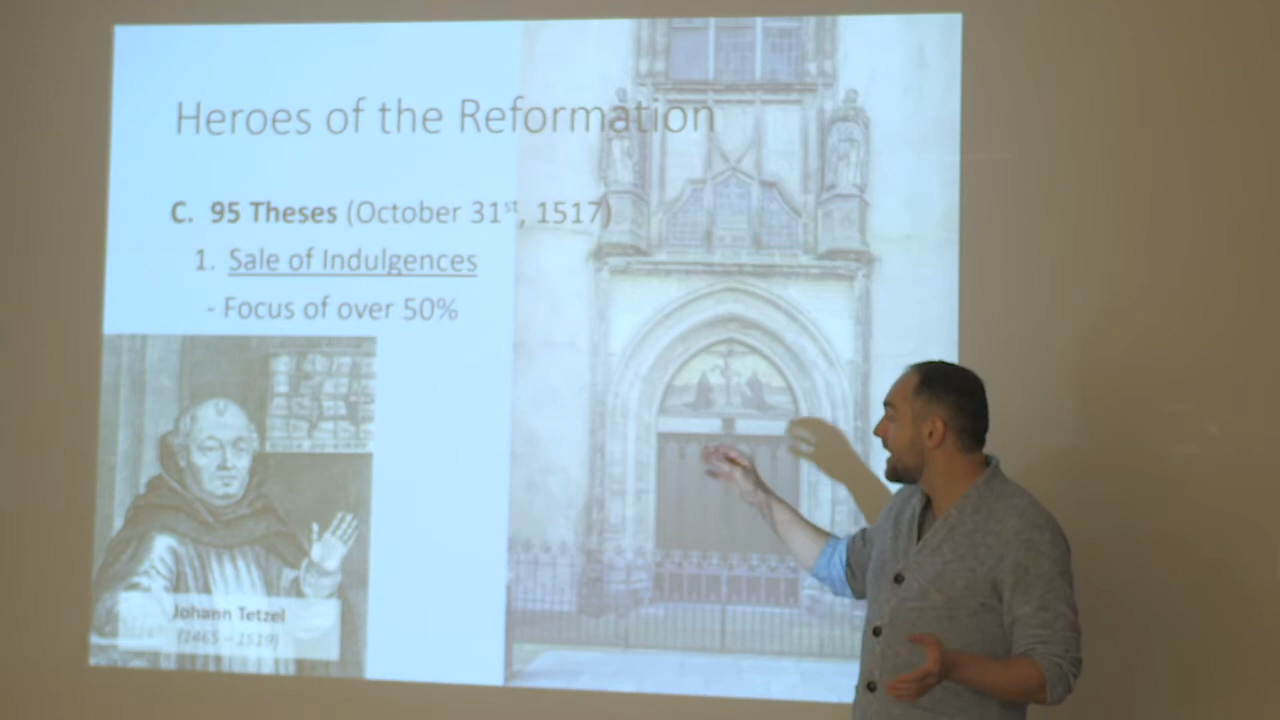 Heroes of the Reformation
C. 95 Theses (October 31st, 1517)
1. Sale of Indulgences
- Focus of over 50%
Johann Tetzel
(1465 – 1519)